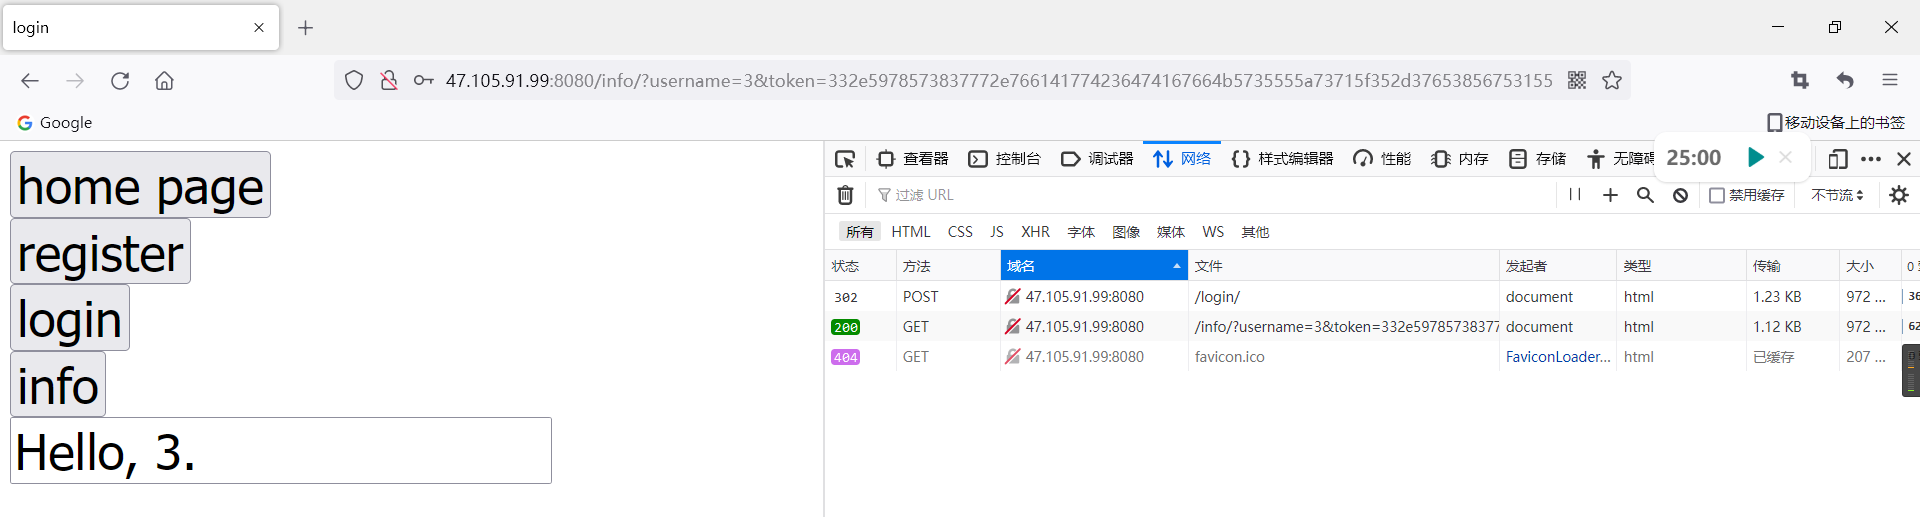 login
47.105.91.99:8080/info/?username=3&token=332e5978573837772e766141774236474167664b5735555a73715f352d37653856753155
Google
移动设备上的书签
home page
register
login
info
Hello, 3.
查看器 控制台 调试器 网络 样式编辑器 性能 内存 存储 无障碍
25:00
过滤 URL
禁用缓存 不节流
所有 HTML CSS JS XHR 字体 图像 媒体 WS 其他
状态 方法 域名 文件 发起者 类型 传输 大小 0
302 POST 47.105.91.99:8080 /login/ document html 1.23 KB 972 ... 36
200 GET 47.105.91.99:8080 /info/?username=3&token=332e59785738377 document html 1.12 KB 972 ... 62
404 GET 47.105.91.99:8080 favicon.ico FaviconLoader... html 已缓存 207 ...